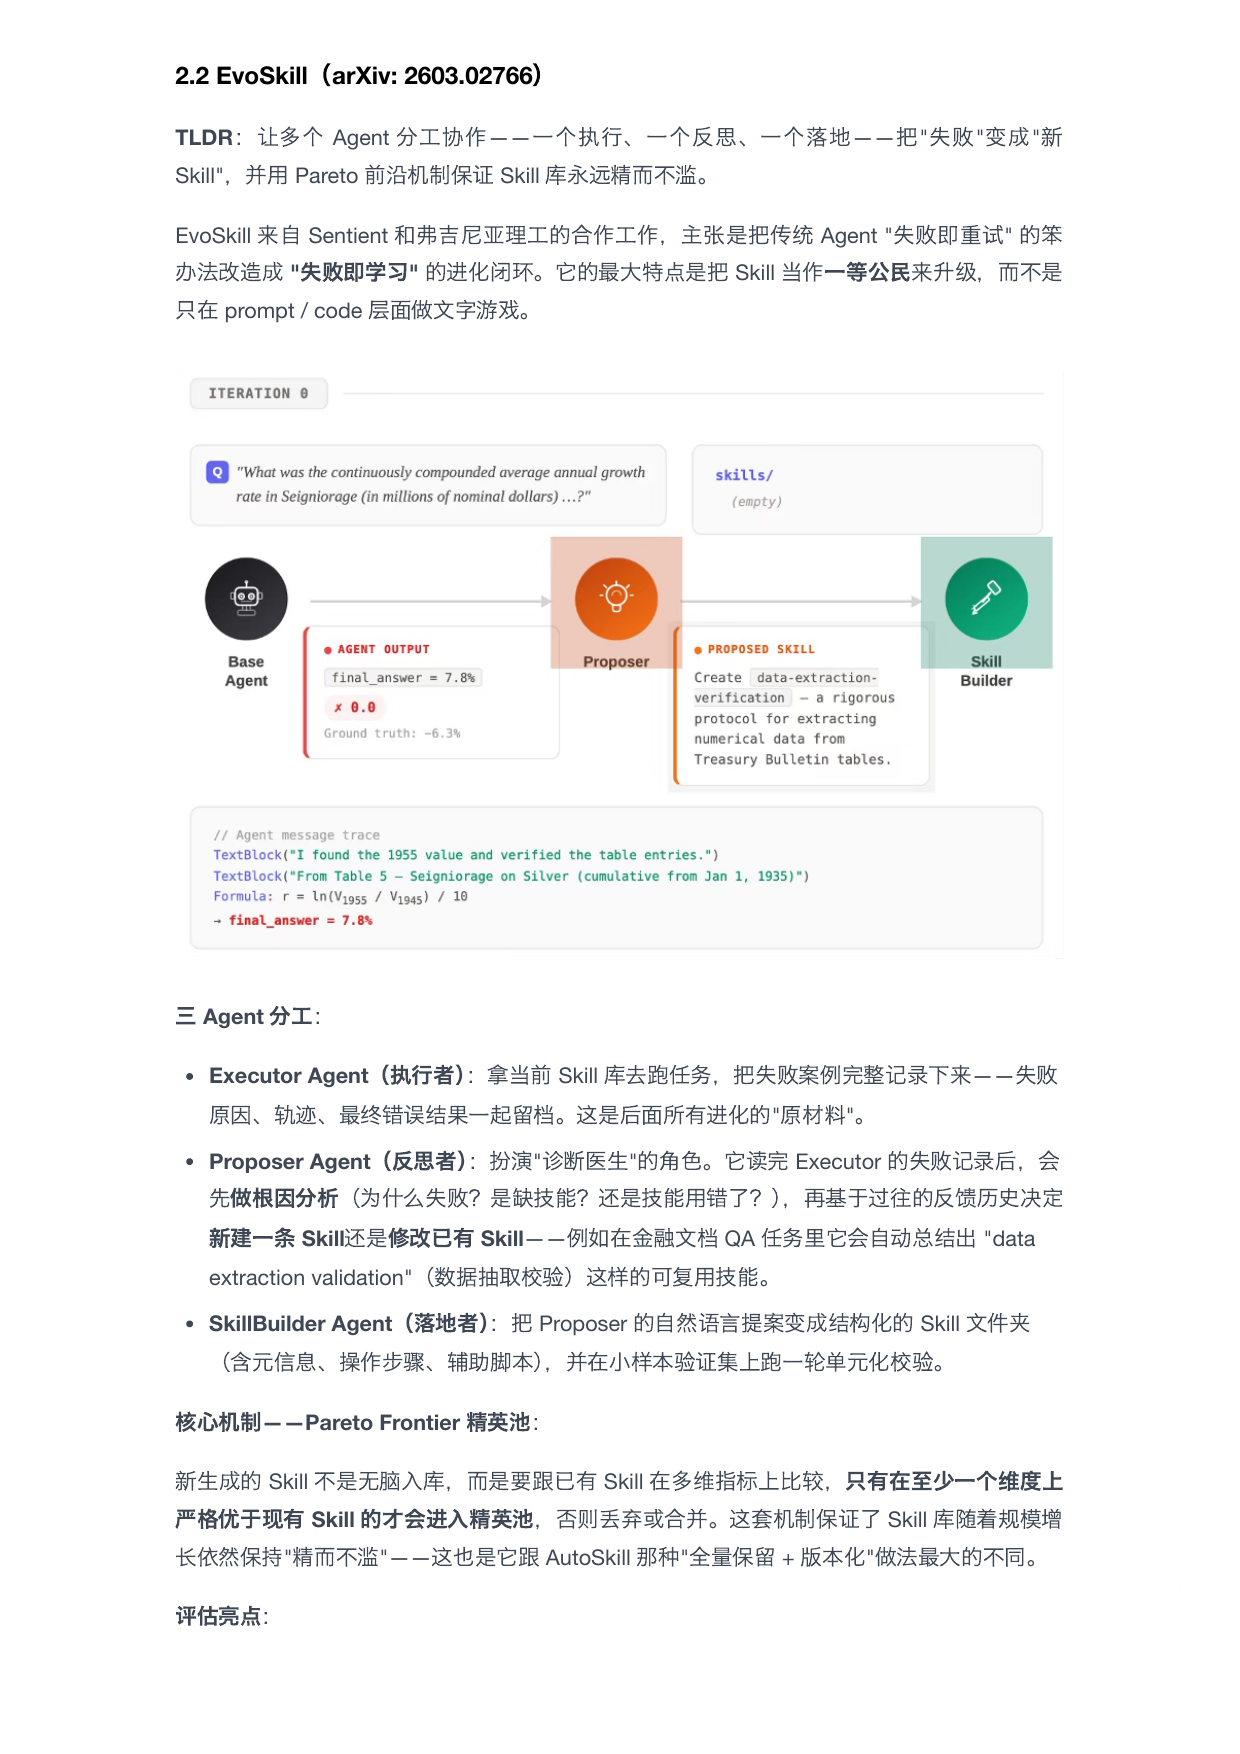 2.2 EvoSkill（arXiv: 2603.02766）
TLDR：让多个 Agent 分工协作——一个执行、一个反思、一个落地——把"失败"变成"新
Skill"，并用 Pareto 前沿机制保证 Skill 库永远精而不滥。
EvoSkill 来自 Sentient 和弗吉尼亚理工的合作工作，主张是把传统 Agent "失败即重试" 的笨
办法改造成 "失败即学习" 的进化闭环。它的最大特点是把 Skill 当作一等公民来升级，而不是
只在 prompt / code 层面做文字游戏。
ITERATION 0
Q "What was the continuously compounded average annual growth
rate in Seigniorage (in millions of nominal dollars) …?"
skills/
(empty)
Base
Agent
● AGENT OUTPUT
final_answer = 7.8%
✗ 0.0
Ground truth: −6.3%
Proposer
● PROPOSED SKILL
Create data-extraction-
verification — a rigorous
protocol for extracting
numerical data from
Treasury Bulletin tables.
Skill
Builder
// Agent message trace
TextBlock("I found the 1955 value and verified the table entries.")
TextBlock("From Table 5 — Seigniorage on Silver (cumulative from Jan 1, 1935)")
Formula: r = ln(V1955 / V1945) / 10
→ final_answer = 7.8%
三 Agent 分工：
• Executor Agent（执行者）：拿当前 Skill 库去跑任务，把失败案例完整记录下来——失败
原因、轨迹、最终错误结果一起留档。这是后面所有进化的"原材料"。
• Proposer Agent（反思者）：扮演"诊断医生"的角色。它读完 Executor 的失败记录后，会
先做根因分析（为什么失败？是缺技能？还是技能用错了？），再基于过往的反馈历史决定
新建一条 Skill还是修改已有 Skill——例如在金融文档 QA 任务里它会自动总结出 "data
extraction validation"（数据抽取校验）这样的可复用技能。
• SkillBuilder Agent（落地者）：把 Proposer 的自然语言提案变成结构化的 Skill 文件夹
（含元信息、操作步骤、辅助脚本），并在小样本验证集上跑一轮单元化校验。
核心机制——Pareto Frontier 精英池：
新生成的 Skill 不是无脑入库，而是要跟已有 Skill 在多维指标上比较，只有在至少一个维度上
严格优于现有 Skill 的才会进入精英池，否则丢弃或合并。这套机制保证了 Skill 库随着规模增
长依然保持"精而不滥"——这也是它跟 AutoSkill 那种"全量保留 + 版本化"做法最大的不同。
评估亮点：